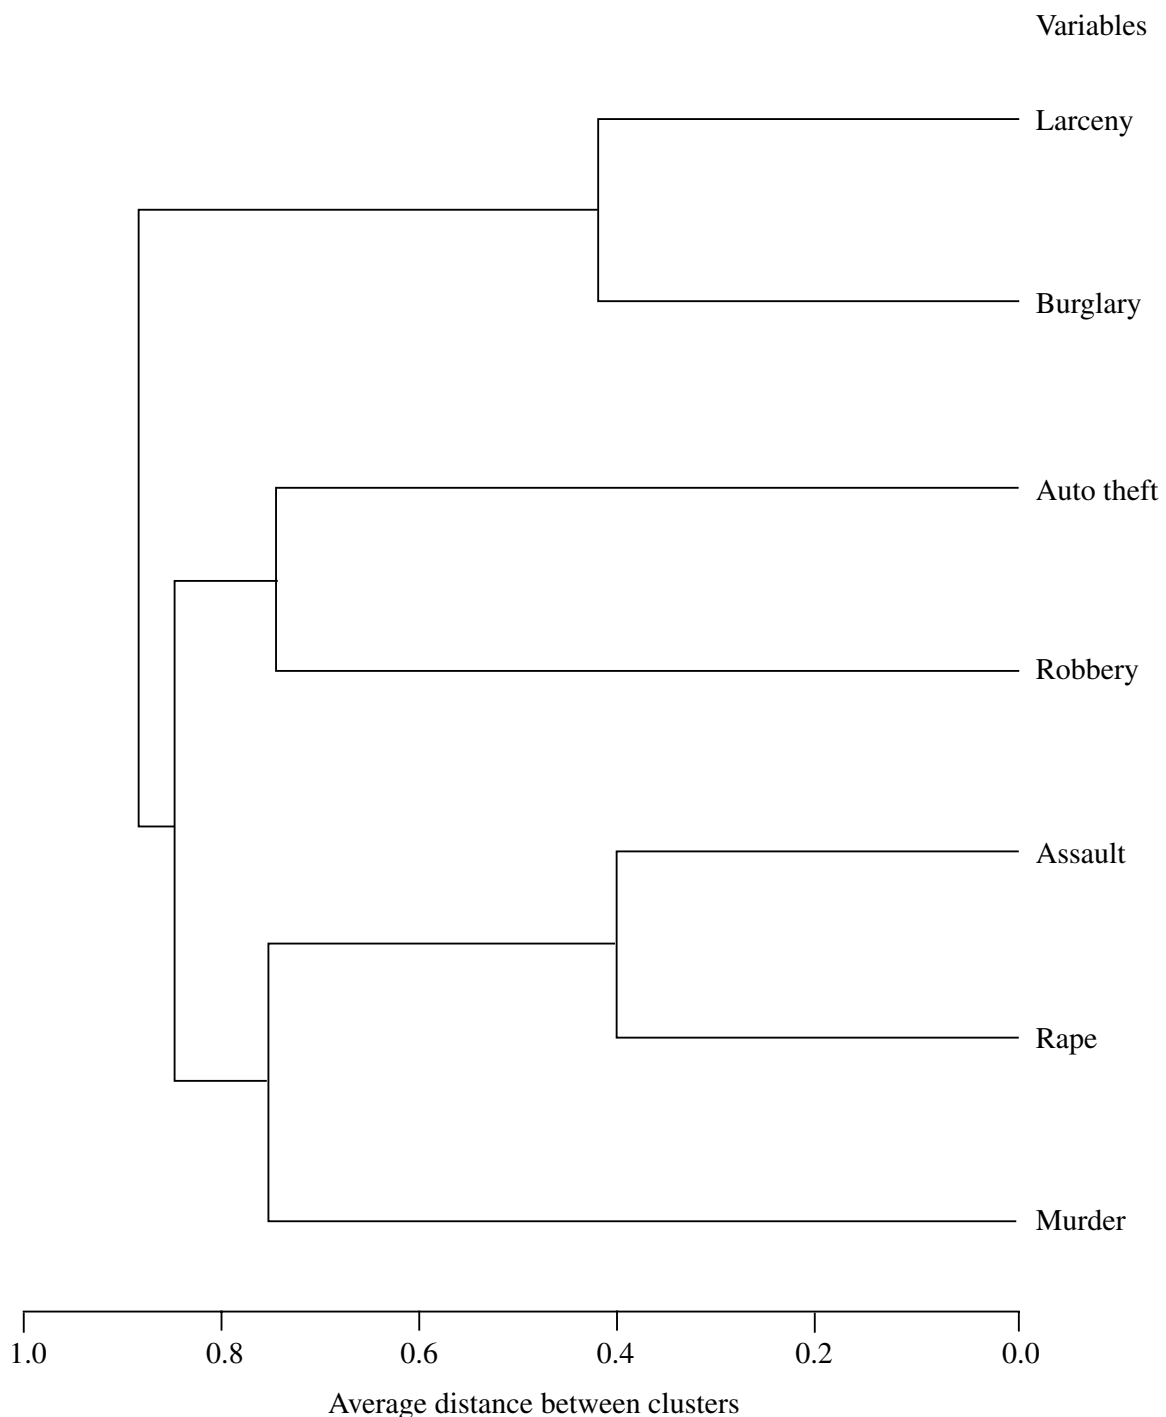 Variables
Larceny
Burglary
Auto theft
Robbery
Assault
Rape
Murder
1.0 0.8 0.6 0.4 0.2 0.0
Average distance between clusters